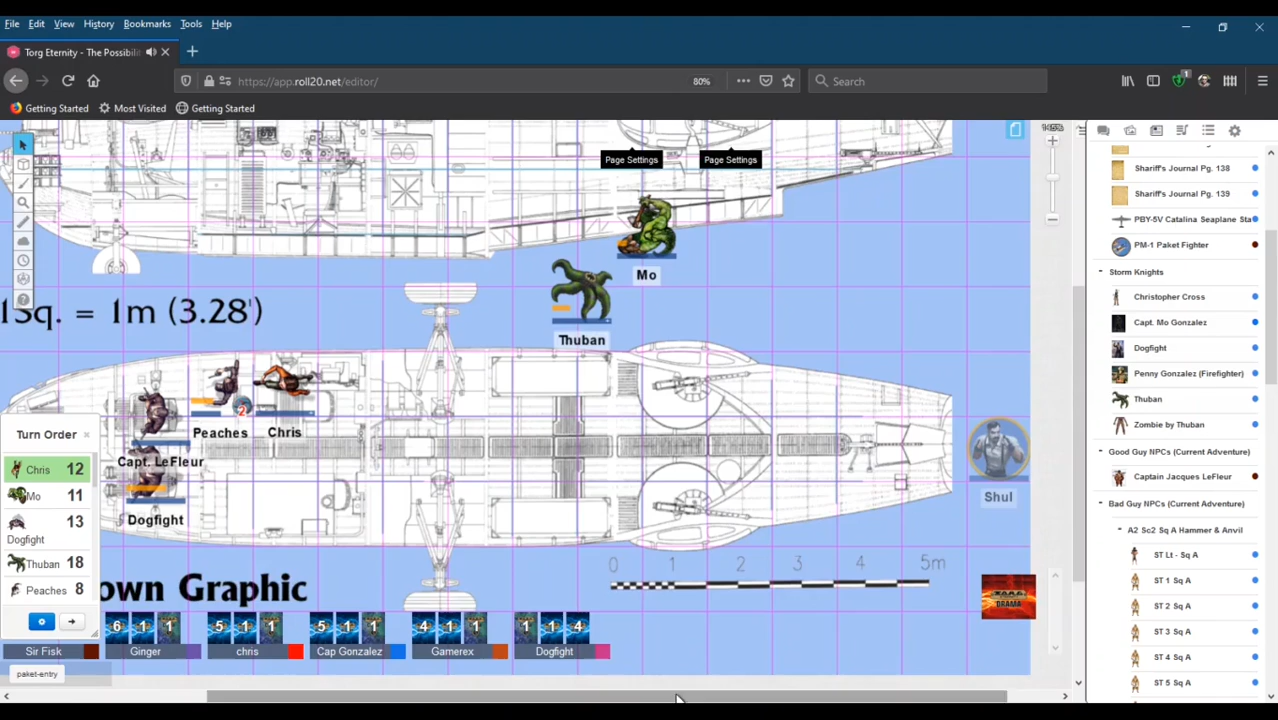 File Edit View History Bookmarks Tools Help
Torg Eternity - The Possibili
https://app.roll20.net/editor/
80%
Search
1
Getting Started Most Visited Getting Started
Page Settings Page Settings
Mo
Thuban
1Sq. = 1m (3.28')
Peaches Chris
2
Capt. LeFleur
Dogfight
Shul
0 1 2 3 4 5m
own Graphic
DRAMA
Turn Order
Chris 12
Mo 11
13
Dogfight
Thuban 18
Peaches 8
6 1 1
5 1 1
5 1 1
4 1 1
1 1 4
Sir Fisk Ginger chris Cap Gonzalez Gamerex Dogfight
paket-entry
Shariff's Journal Pg. 138
Shariff's Journal Pg. 139
PBY-5V Catalina Seaplane Sta
PM-1 Paket Fighter
Storm Knights
Christopher Cross
Capt. Mo Gonzalez
Dogfight
Penny Gonzalez (Firefighter)
Thuban
Zombie by Thuban
Good Guy NPCs (Current Adventure)
Captain Jacques LeFleur
Bad Guy NPCs (Current Adventure)
A2 Sc2 Sq A Hammer & Anvil
ST Lt - Sq A
ST 1 Sq A
ST 2 Sq A
ST 3 Sq A
ST 4 Sq A
ST 5 Sq A